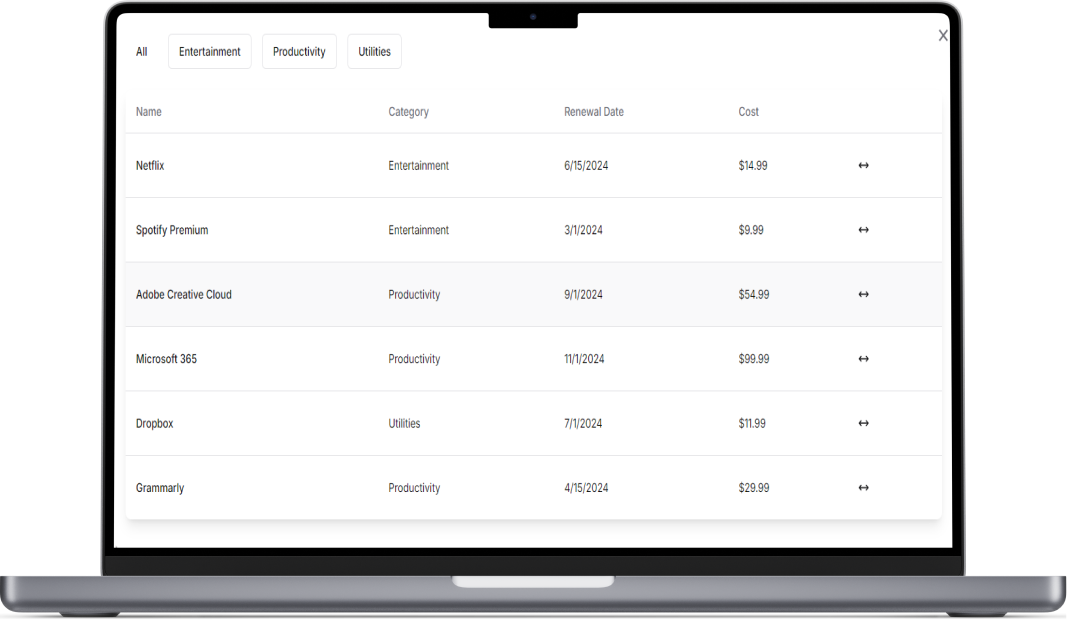 All Entertainment Productivity Utilities X
Name Category Renewal Date Cost
Netflix Entertainment 6/15/2024 $14.99 ↔
Spotify Premium Entertainment 3/1/2024 $9.99 ↔
Adobe Creative Cloud Productivity 9/1/2024 $54.99 ↔
Microsoft 365 Productivity 11/1/2024 $99.99 ↔
Dropbox Utilities 7/1/2024 $11.99 ↔
Grammarly Productivity 4/15/2024 $29.99 ↔